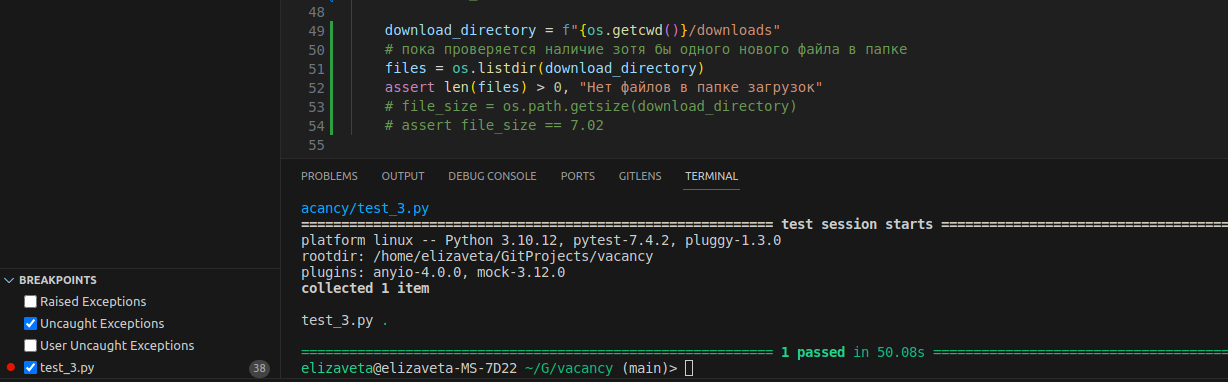 48
49 download_directory = f"{os.getcwd()}/downloads"
50 # пока проверяется наличие зотя бы одного нового файла в папке
51 files = os.listdir(download_directory)
52 assert len(files) > 0, "Нет файлов в папке загрузок"
53 # file_size = os.path.getsize(download_directory)
54 # assert file_size == 7.02
55
PROBLEMS OUTPUT DEBUG CONSOLE PORTS GITLENS TERMINAL
acancy/test_3.py
=========================================================== test session starts ====================================
platform linux -- Python 3.10.12, pytest-7.4.2, pluggy-1.3.0
rootdir: /home/elizaveta/GitProjects/vacancy
plugins: anyio-4.0.0, mock-3.12.0
collected 1 item
test_3.py .
=========================================================== 1 passed in 50.08s =====================================
elizaveta@elizaveta-MS-7D22 ~/G/vacancy (main)>
BREAKPOINTS
Raised Exceptions
Uncaught Exceptions
User Uncaught Exceptions
test_3.py 38